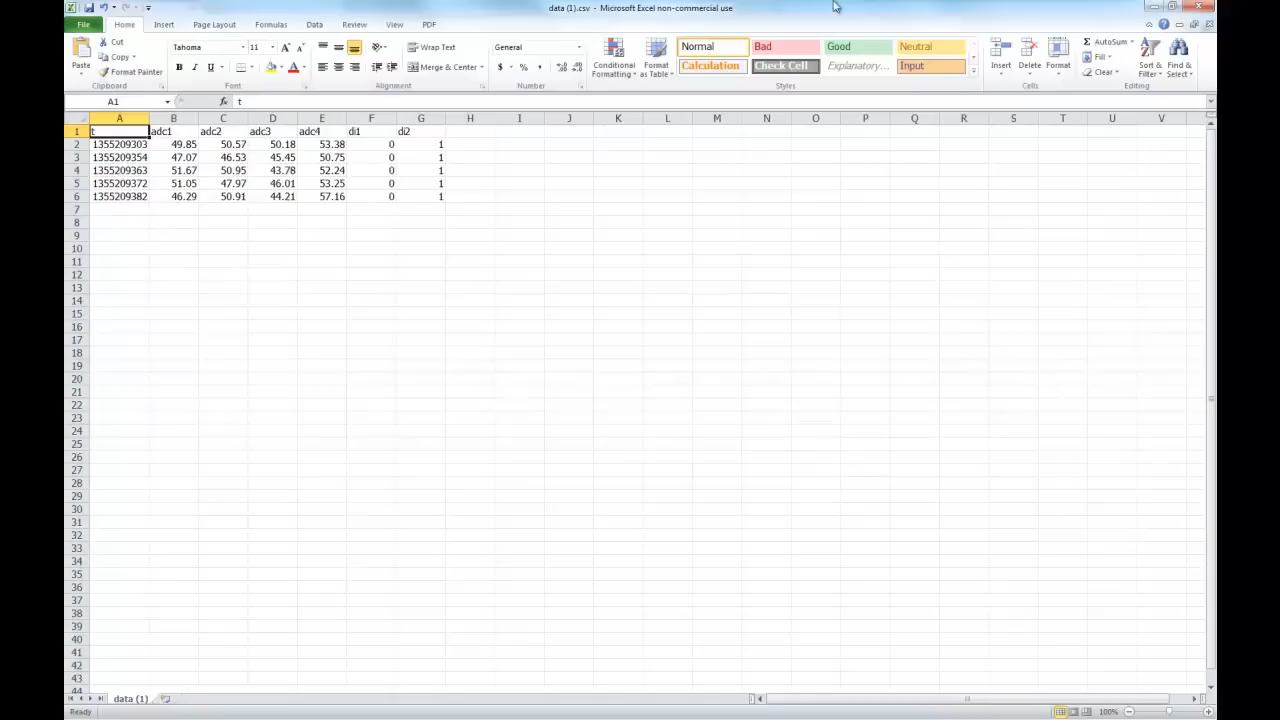 data (1).csv - Microsoft Excel non-commercial use
File Home Insert Page Layout Formulas Data Review View PDF
Paste Cut Copy Format Painter Clipboard
Tahoma 11 B I U A A A Font
Wrap Text Merge & Center Alignment
General $ % , Number
Conditional Formatting Format as Table Normal Bad Good Neutral Calculation Check Cell Explanatory... Input Styles
Insert Delete Format Cells
AutoSum Fill Clear Sort & Filter Find & Select Editing
A1 fx t
A B C D E F G H I J K L M N O P Q R S T U V
1 t adc1 adc2 adc3 adc4 di1 di2
2 1355209303 49.85 50.57 50.18 53.38 0 1
3 1355209354 47.07 46.53 45.45 50.75 0 1
4 1355209363 51.67 50.95 43.78 52.24 0 1
5 1355209372 51.05 47.97 46.01 53.25 0 1
6 1355209382 46.29 50.91 44.21 57.16 0 1
7
8
9
10
11
12
13
14
15
16
17
18
19
20
21
22
23
24
25
26
27
28
29
30
31
32
33
34
35
36
37
38
39
40
41
42
43
44
data (1)
Ready 100%